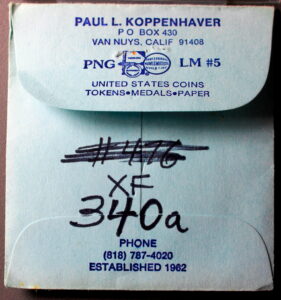 PAUL L. KOPPENHAVER
P O BOX 430
VAN NUYS, CALIF 91408
PNG LM #5
UNITED STATES COINS
TOKENS•MEDALS•PAPER
#476
XF
340a
PHONE
(818) 787-4020
ESTABLISHED 1962